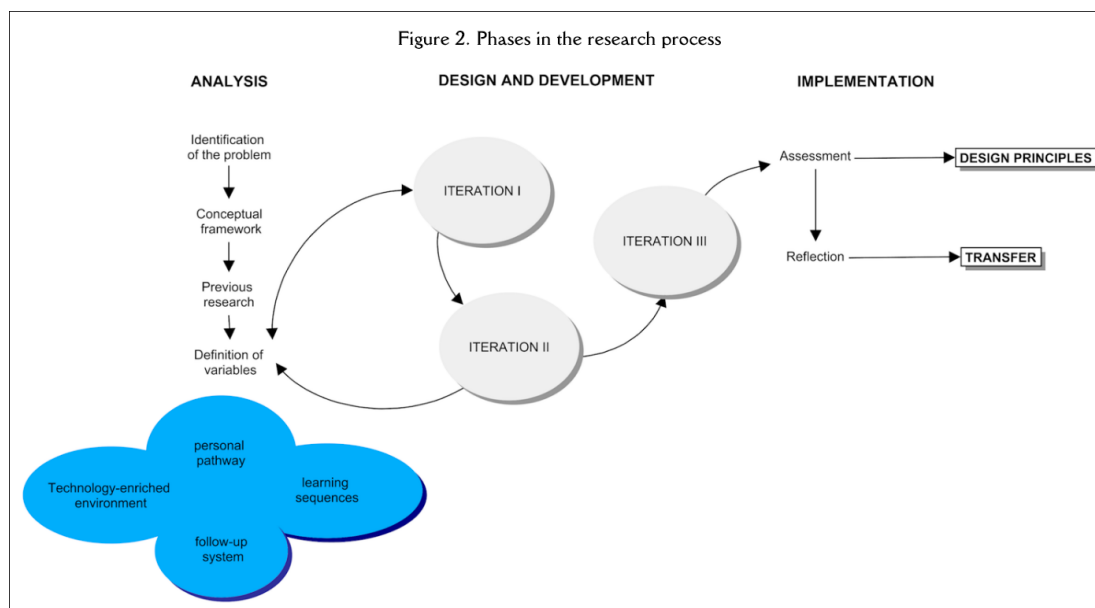 Figure 2. Phases in the research process
ANALYSIS
DESIGN AND DEVELOPMENT
IMPLEMENTATION
Identification
of the problem
Conceptual
framework
Previous
research
Definition of
variables
personal
pathway
Technology-enriched
environment
learning
sequences
follow-up
system
ITERATION I
ITERATION II
ITERATION III
Assessment
DESIGN PRINCIPLES
Reflection
TRANSFER